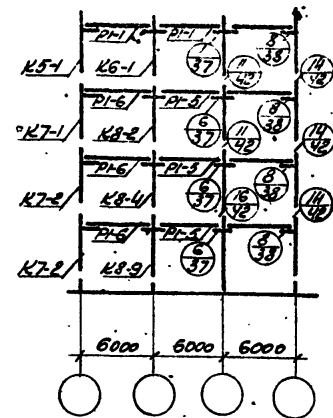 Р1-1 Р1-1 8/38
К5-1 К6-1 7/37 11/42 14/42
Р1-6 Р1-5 8/38
К7-1 К8-2 6/37 11/42 14/42
Р1-6 Р1-5 8/38
К7-2 К8-4 6/37 16/42 14/42
Р1-6 Р1-5 8/38
К7-2 К8-9 6/37
6000 6000 6000